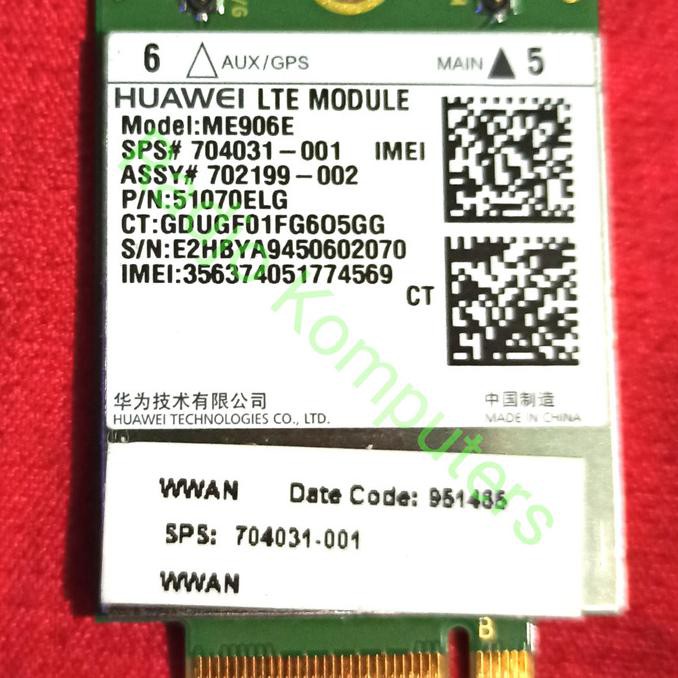 6 AUX/GPS MAIN 5
HUAWEI LTE MODULE
Model:ME906E
SPS# 704031-001 IMEI
ASSY# 702199-002
P/N:51070ELG
CT:GDUGF01FG6O5GG
S/N:E2HBYA9450602070
IMEI:356374051774569
CT
华为技术有限公司 中国制造
HUAWEI TECHNOLOGIES CO., LTD. MADE IN CHINA
WWAN Date Code:
SPS: 704031-001
WWAN
B
Komputers